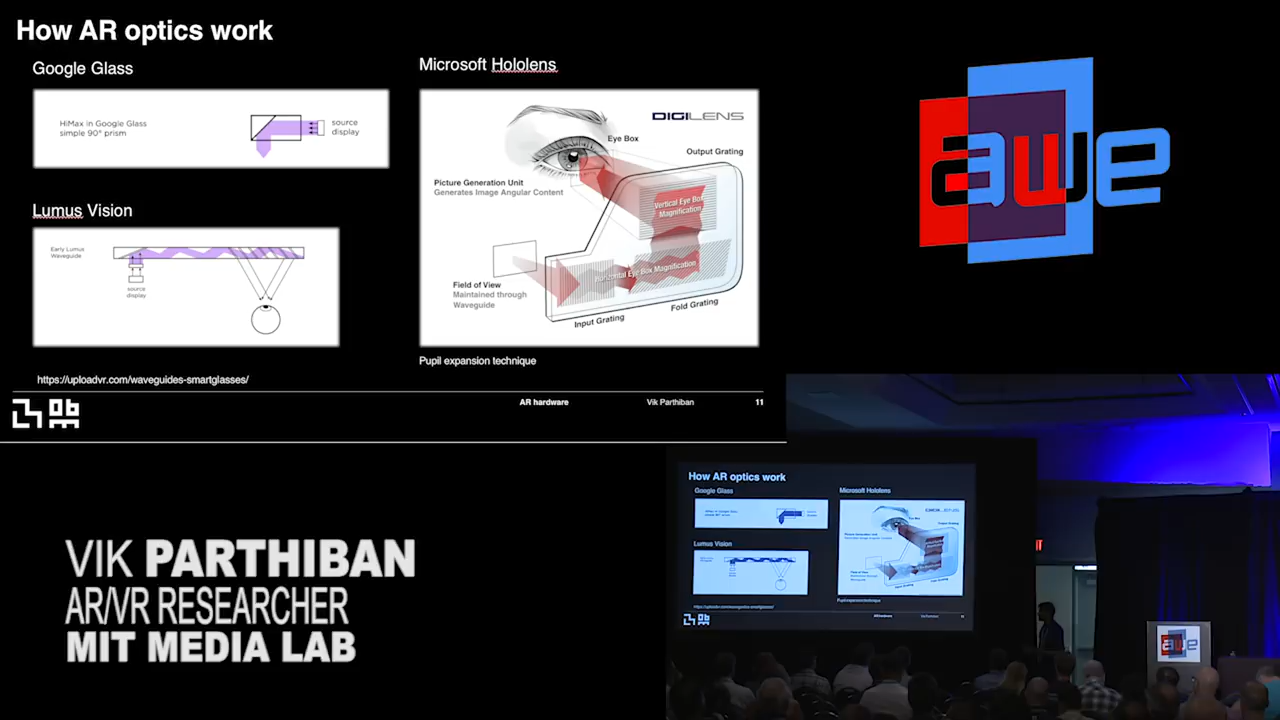 How AR optics work
Google Glass
HiMax in Google Glass
simple 90° prism
source
display
Lumus Vision
Early Lumus
Waveguide
source
display
https://uploadvr.com/waveguides-smartglasses/
Microsoft Hololens
DIGILENS
Eye Box
Output Grating
Picture Generation Unit
Generates Image Angular Content
Vertical Eye Box
Magnification
Horizontal Eye Box Magnification
Field of View
Maintained through
Waveguide
Input Grating
Fold Grating
Pupil expansion technique
AR hardware
Vik Parthiban
11
awe
VIK PARTHIBAN
AR/VR RESEARCHER
MIT MEDIA LAB
How AR optics work
Google Glass
Microsoft Hololens
Lumus Vision
awe